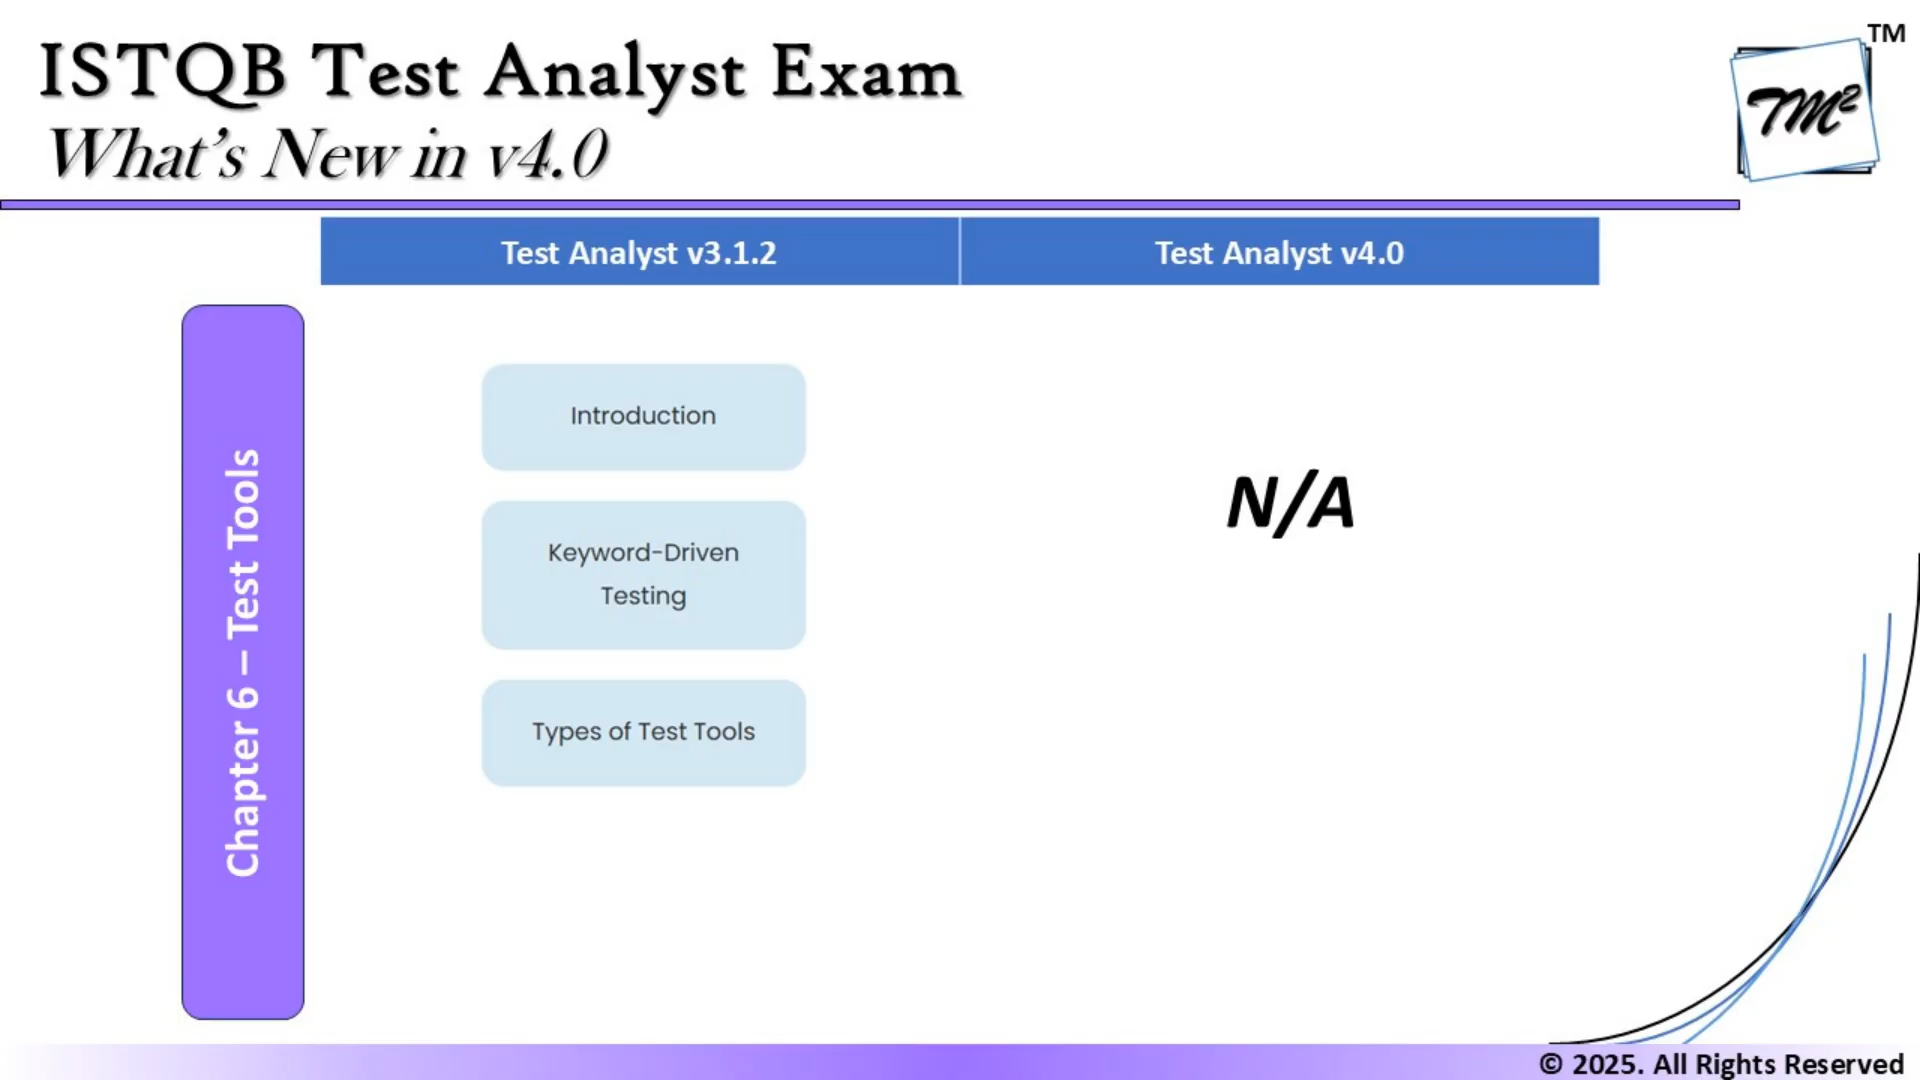 ISTQB Test Analyst Exam
What's New in v4.0
TM
TM²
Test Analyst v3.1.2
Test Analyst v4.0
Chapter 6 – Test Tools
Introduction
Keyword-Driven
Testing
Types of Test Tools
N/A
© 2025. All Rights Reserved